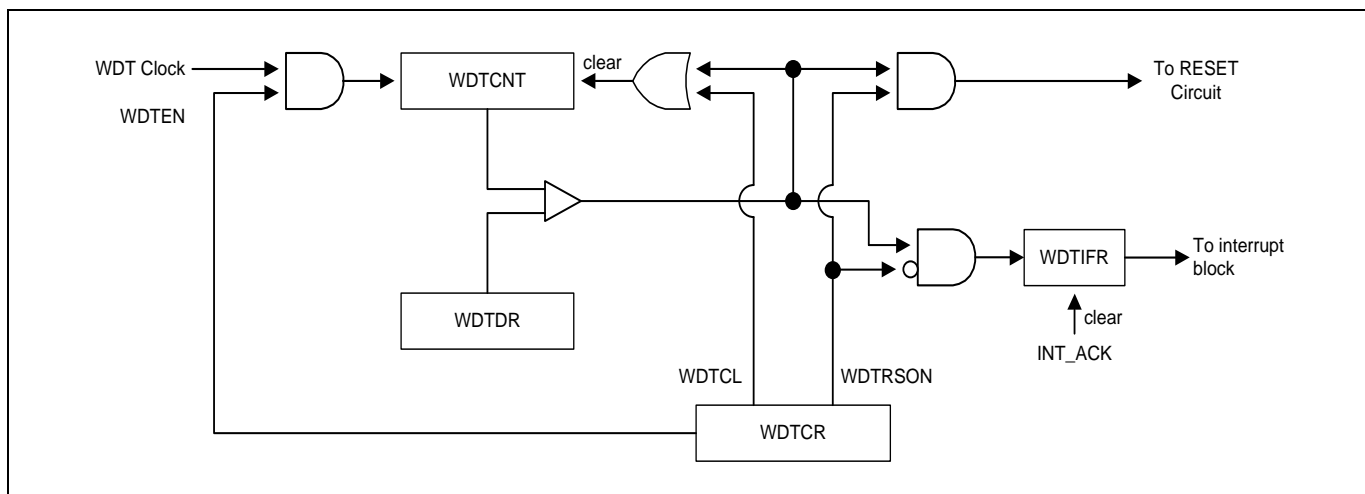 WDT Clock
WDTEN
WDTCNT
clear
To RESET
Circuit
WDTDR
WDTCL
WDTRSON
WDTCR
WDTIFR
To interrupt
block
clear
INT_ACK